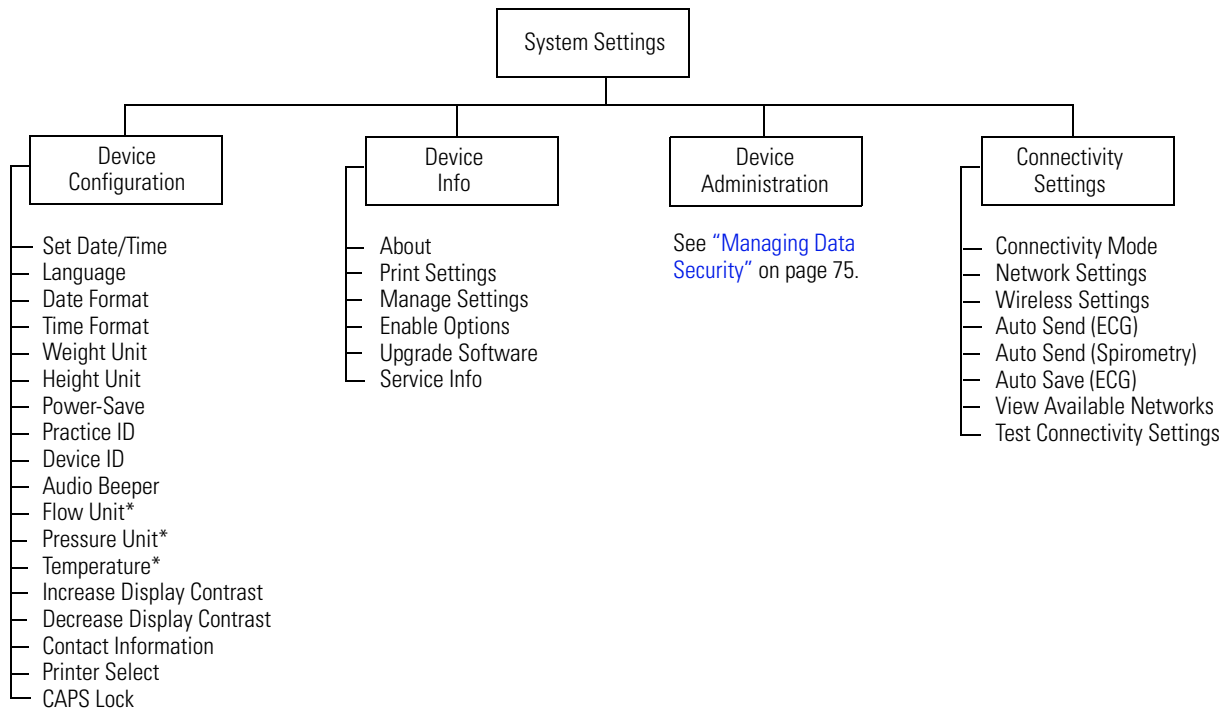 System Settings
Device
Configuration
Set Date/Time
Language
Date Format
Time Format
Weight Unit
Height Unit
Power-Save
Practice ID
Device ID
Audio Beeper
Flow Unit*
Pressure Unit*
Temperature*
Increase Display Contrast
Decrease Display Contrast
Contact Information
Printer Select
CAPS Lock
Device
Info
About
Print Settings
Manage Settings
Enable Options
Upgrade Software
Service Info
Device
Administration
See “Managing Data
Security” on page 75.
Connectivity
Settings
Connectivity Mode
Network Settings
Wireless Settings
Auto Send (ECG)
Auto Send (Spirometry)
Auto Save (ECG)
View Available Networks
Test Connectivity Settings